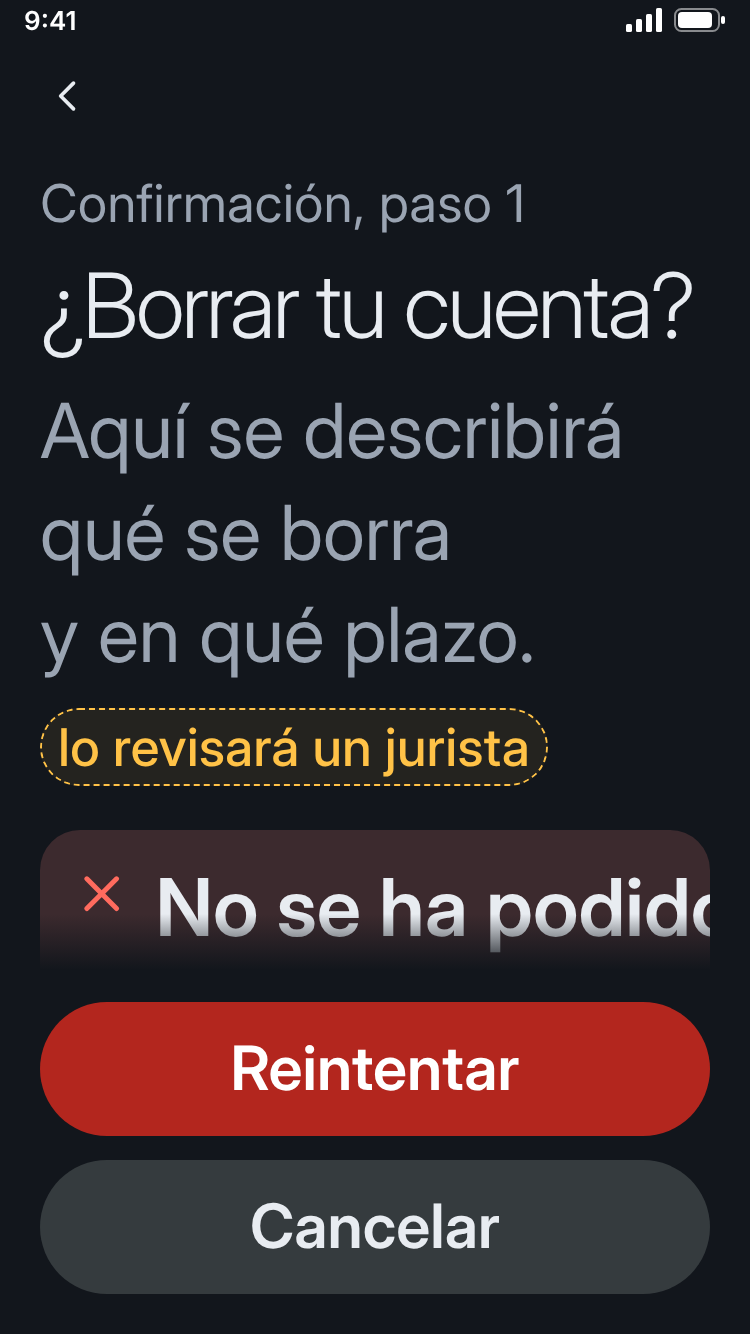 9:41
Confirmación, paso 1
¿Borrar tu cuenta?
Aquí se describirá
qué se borra
y en qué plazo.
lo revisará un jurista
No se ha podido
Reintentar
Cancelar